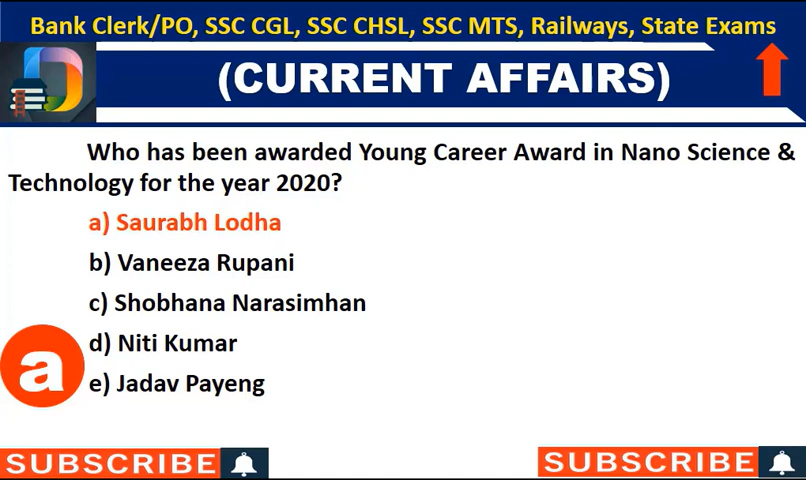 Bank Clerk/PO, SSC CGL, SSC CHSL, SSC MTS, Railways, State Exams
(CURRENT AFFAIRS)
Who has been awarded Young Career Award in Nano Science &
Technology for the year 2020?
a) Saurabh Lodha
b) Vaneeza Rupani
c) Shobhana Narasimhan
d) Niti Kumar
e) Jadav Payeng
a
SUBSCRIBE
SUBSCRIBE